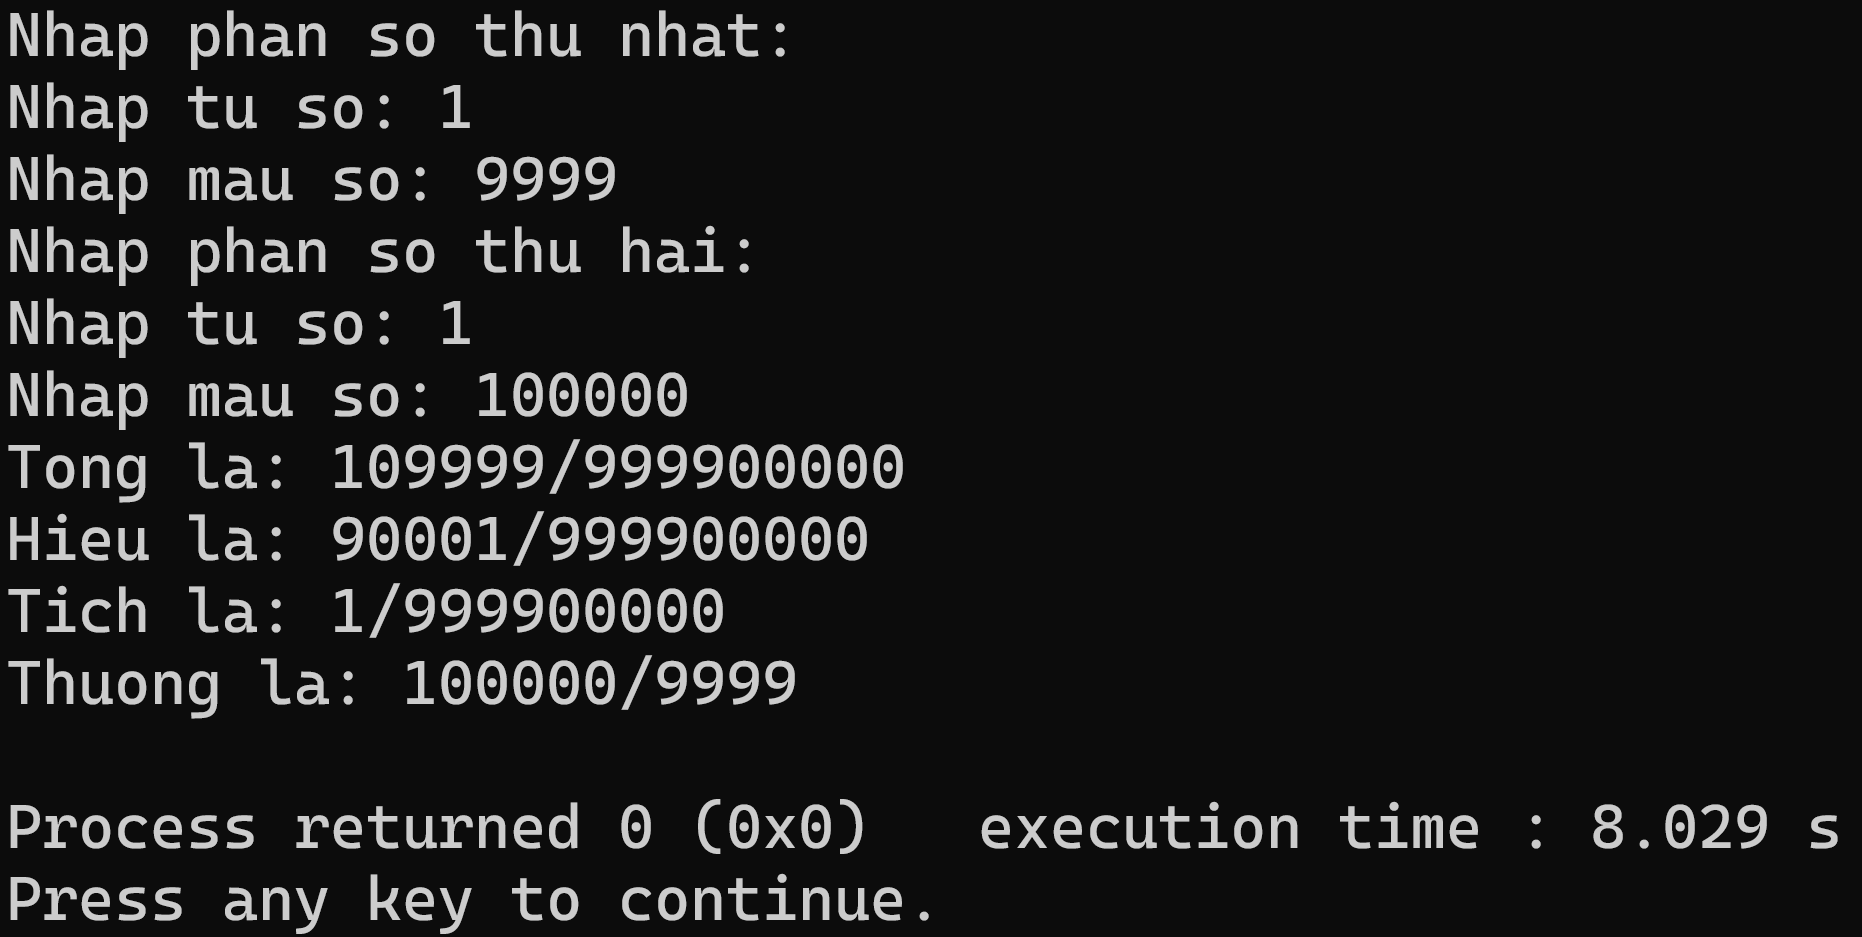 Nhap phan so thu nhat:
Nhap tu so: 1
Nhap mau so: 9999
Nhap phan so thu hai:
Nhap tu so: 1
Nhap mau so: 100000
Tong la: 109999/999900000
Hieu la: 90001/999900000
Tich la: 1/999900000
Thuong la: 100000/9999
Process returned 0 (0x0)   execution time : 8.029 s
Press any key to continue.